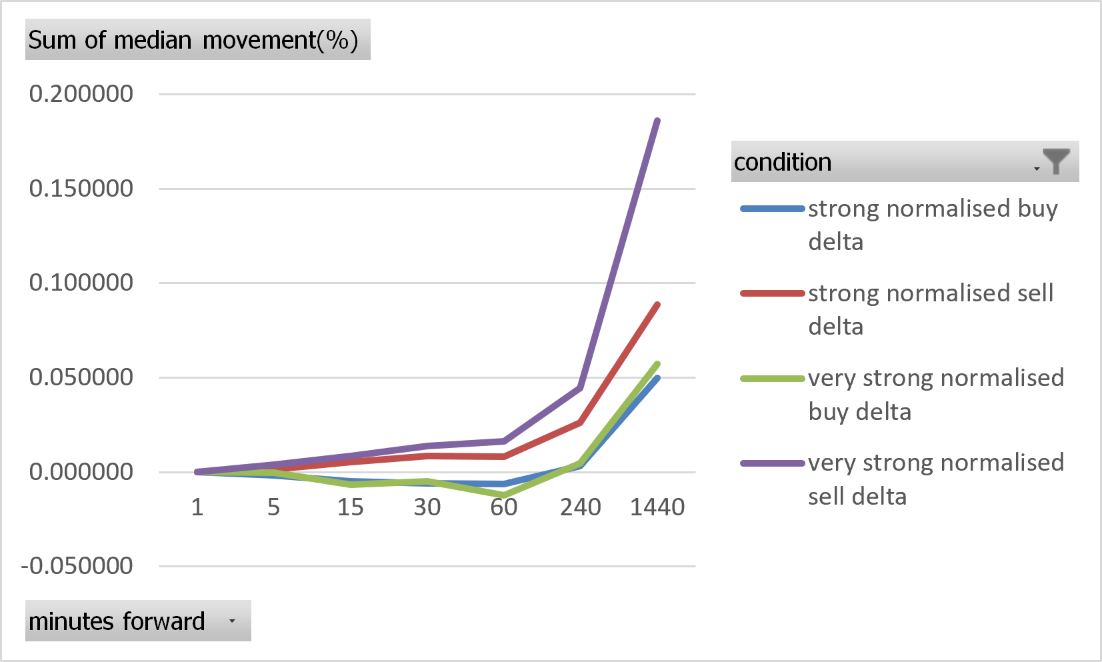 Sum of median movement(%)
0.200000
0.150000
0.100000
0.050000
0.000000
-0.050000
1 5 15 30 60 240 1440
minutes forward
condition
strong normalised buy
delta
strong normalised sell
delta
very strong normalised
buy delta
very strong normalised
sell delta